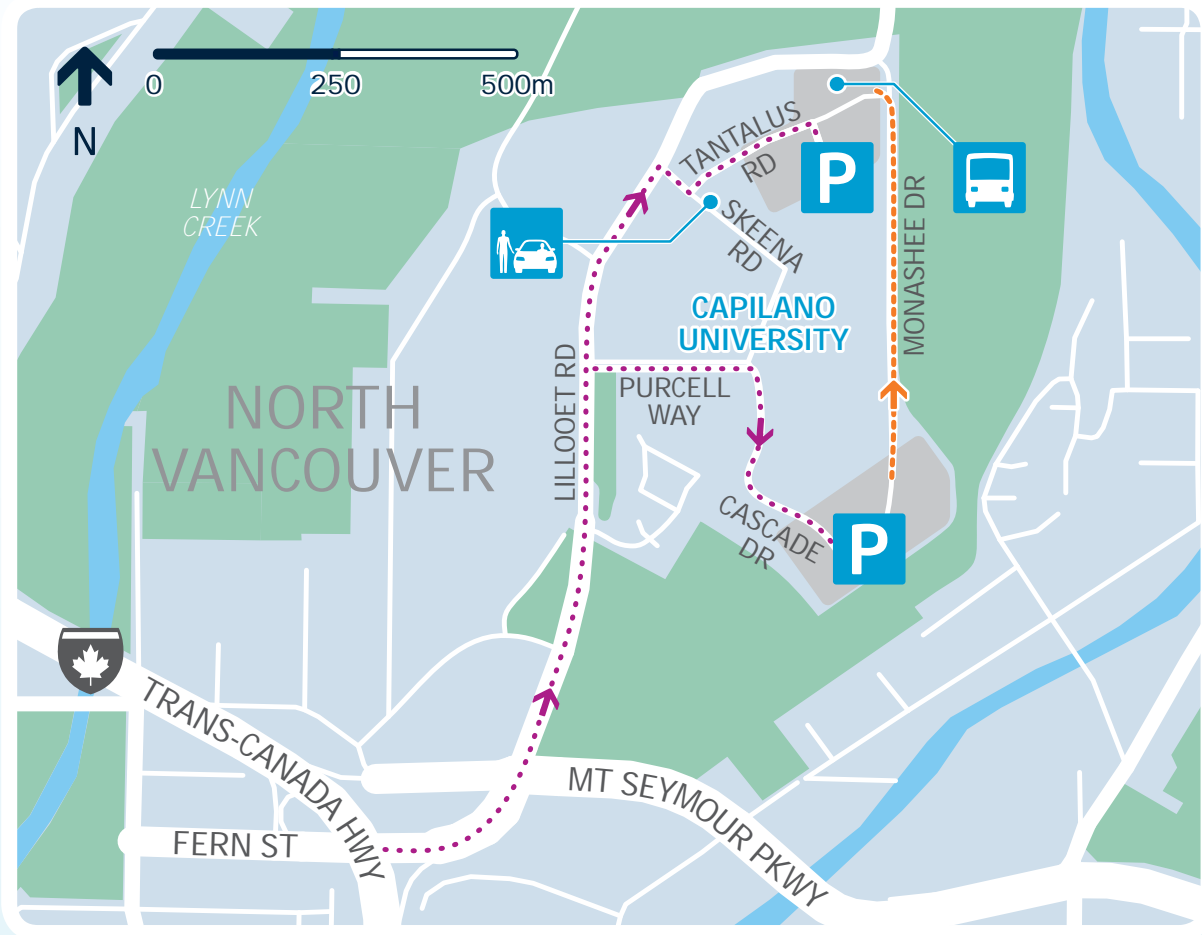 0
250
500m
N
LYNN
CREEK
TANTALUS
RD
P
SKEENA
RD
MONASHEE DR
CAPILANO
UNIVERSITY
LILLOOET RD
PURCELL
WAY
NORTH
VANCOUVER
CASCADE
DR
P
TRANS-CANADA HWY
MT SEYMOUR PKWY
FERN ST